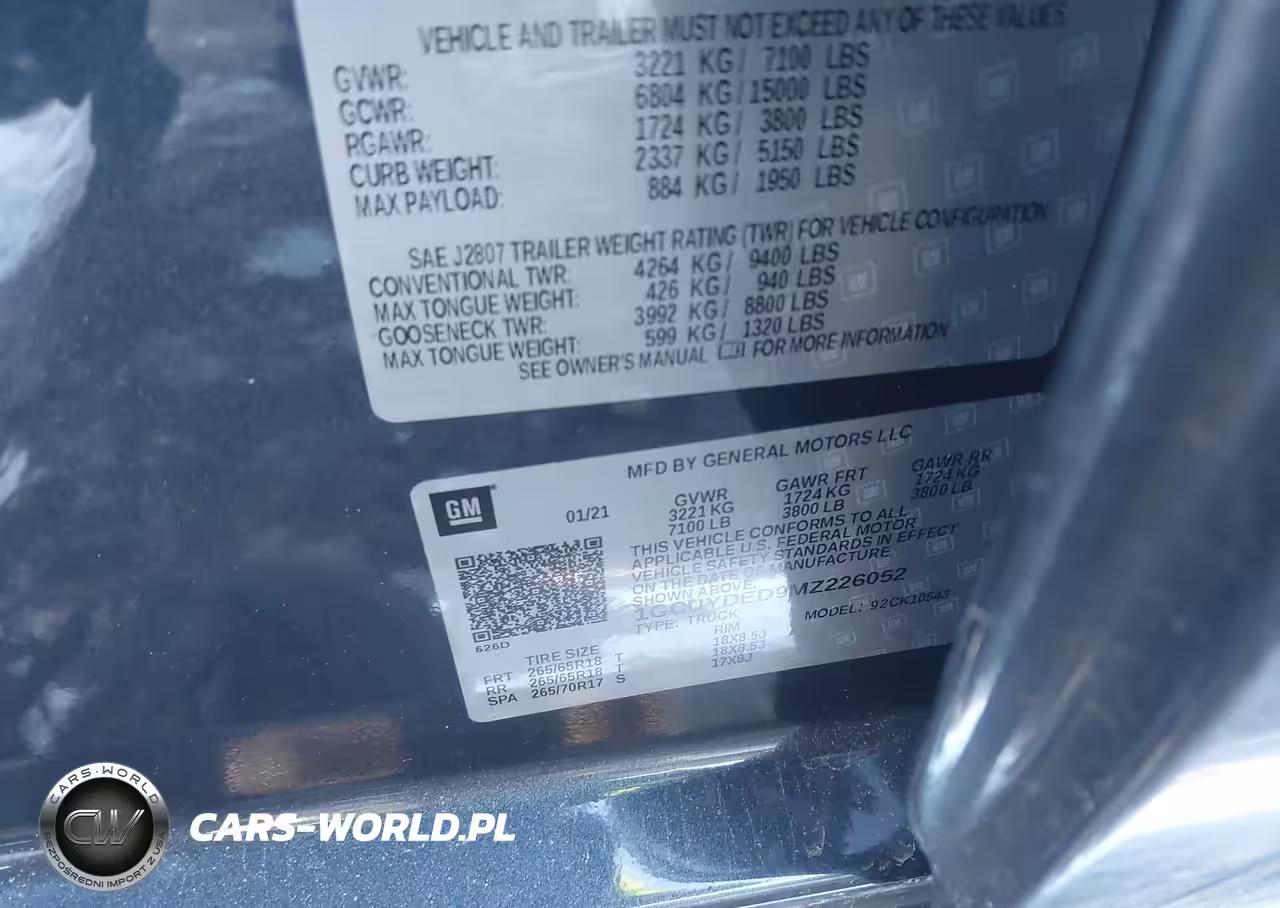 VEHICLE AND TRAILER MUST NOT EXCEED ANY OF THESE VALUES
GVWR: 3221 KG / 7100 LBS
GCWR: 6804 KG / 15000 LBS
RGAWR: 1724 KG / 3800 LBS
CURB WEIGHT: 2337 KG / 5150 LBS
MAX PAYLOAD: 884 KG / 1950 LBS
SAE J2807 TRAILER WEIGHT RATING (TWR) FOR VEHICLE CONFIGURATION
CONVENTIONAL TWR: 4264 KG / 9400 LBS
MAX TONGUE WEIGHT: 426 KG / 940 LBS
GOOSENECK TWR: 3992 KG / 8800 LBS
MAX TONGUE WEIGHT: 599 KG / 1320 LBS
SEE OWNER'S MANUAL FOR MORE INFORMATION
MFD BY GENERAL MOTORS LLC
GM
01/21
GVWR GAWR FRT GAWR RR
3221 KG 1724 KG 1724 KG
7100 LB 3800 LB 3800 LB
THIS VEHICLE CONFORMS TO ALL
APPLICABLE U.S. FEDERAL MOTOR
VEHICLE SAFETY STANDARDS IN EFFECT
ON THE DATE OF MANUFACTURE
SHOWN ABOVE.
1GCUYDED9MZ226052
TYPE: TRUCK MODEL: 92CK10543
626D
TIRE SIZE RIM
FRT 265/65R18 T 18X8.5J
RR 265/65R18 T 18X8.5J
SPA 265/70R17 S 17X8J
CARS-WORLD
CW
BEZPOŚREDNI IMPORT Z USA
CARS-WORLD.PL